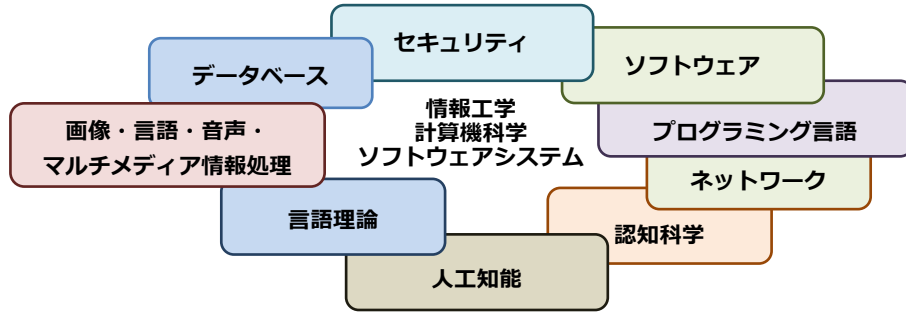 セキュリティ
データベース
ソフトウェア
画像・言語・音声・
マルチメディア情報処理
情報工学
計算機科学
ソフトウェアシステム
プログラミング言語
ネットワーク
言語理論
認知科学
人工知能